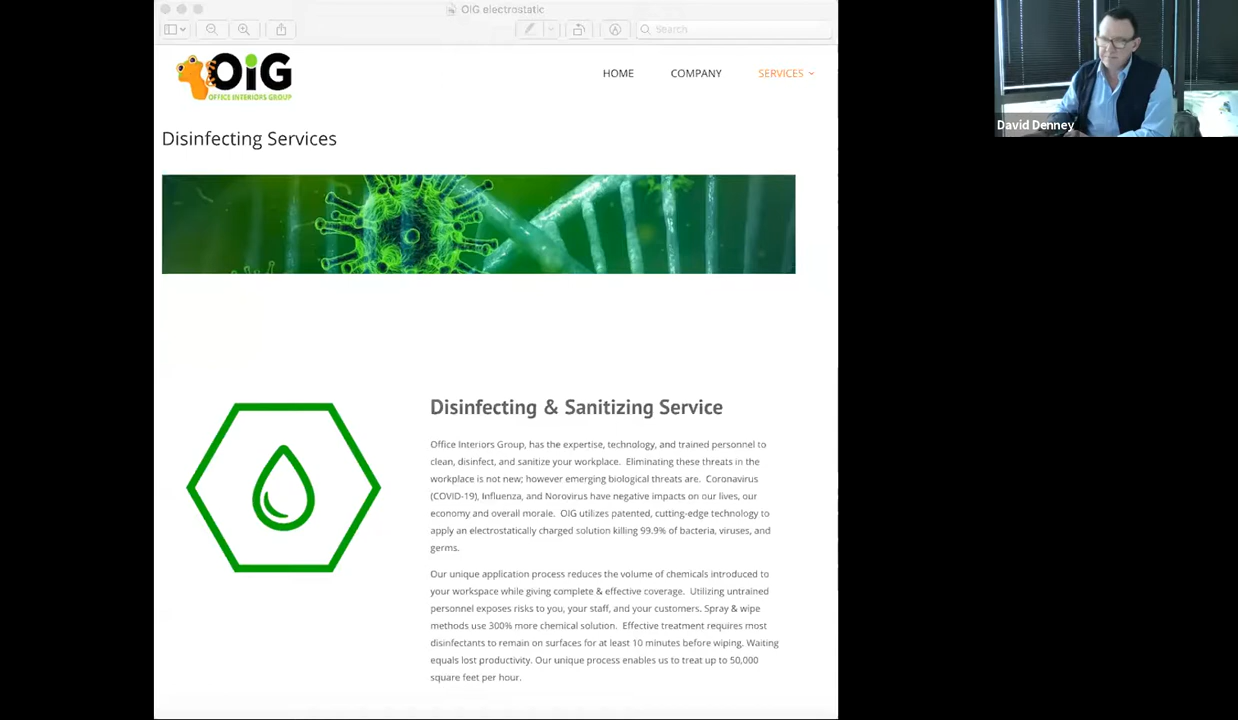 OIG electrostatic
Search
OiG
OFFICE INTERIORS GROUP
HOME COMPANY SERVICES
David Denney
Disinfecting Services
Disinfecting & Sanitizing Service
Office Interiors Group, has the expertise, technology, and trained personnel to
clean, disinfect, and sanitize your workplace. Eliminating these threats in the
workplace is not new; however emerging biological threats are. Coronavirus
(COVID-19), Influenza, and Norovirus have negative impacts on our lives, our
economy and overall morale. OIG utilizes patented, cutting-edge technology to
apply an electrostatically charged solution killing 99.9% of bacteria, viruses, and
germs.
Our unique application process reduces the volume of chemicals introduced to
your workspace while giving complete & effective coverage. Utilizing untrained
personnel exposes risks to you, your staff, and your customers. Spray & wipe
methods use 300% more chemical solution. Effective treatment requires most
disinfectants to remain on surfaces for at least 10 minutes before wiping. Waiting
equals lost productivity. Our unique process enables us to treat up to 50,000
square feet per hour.